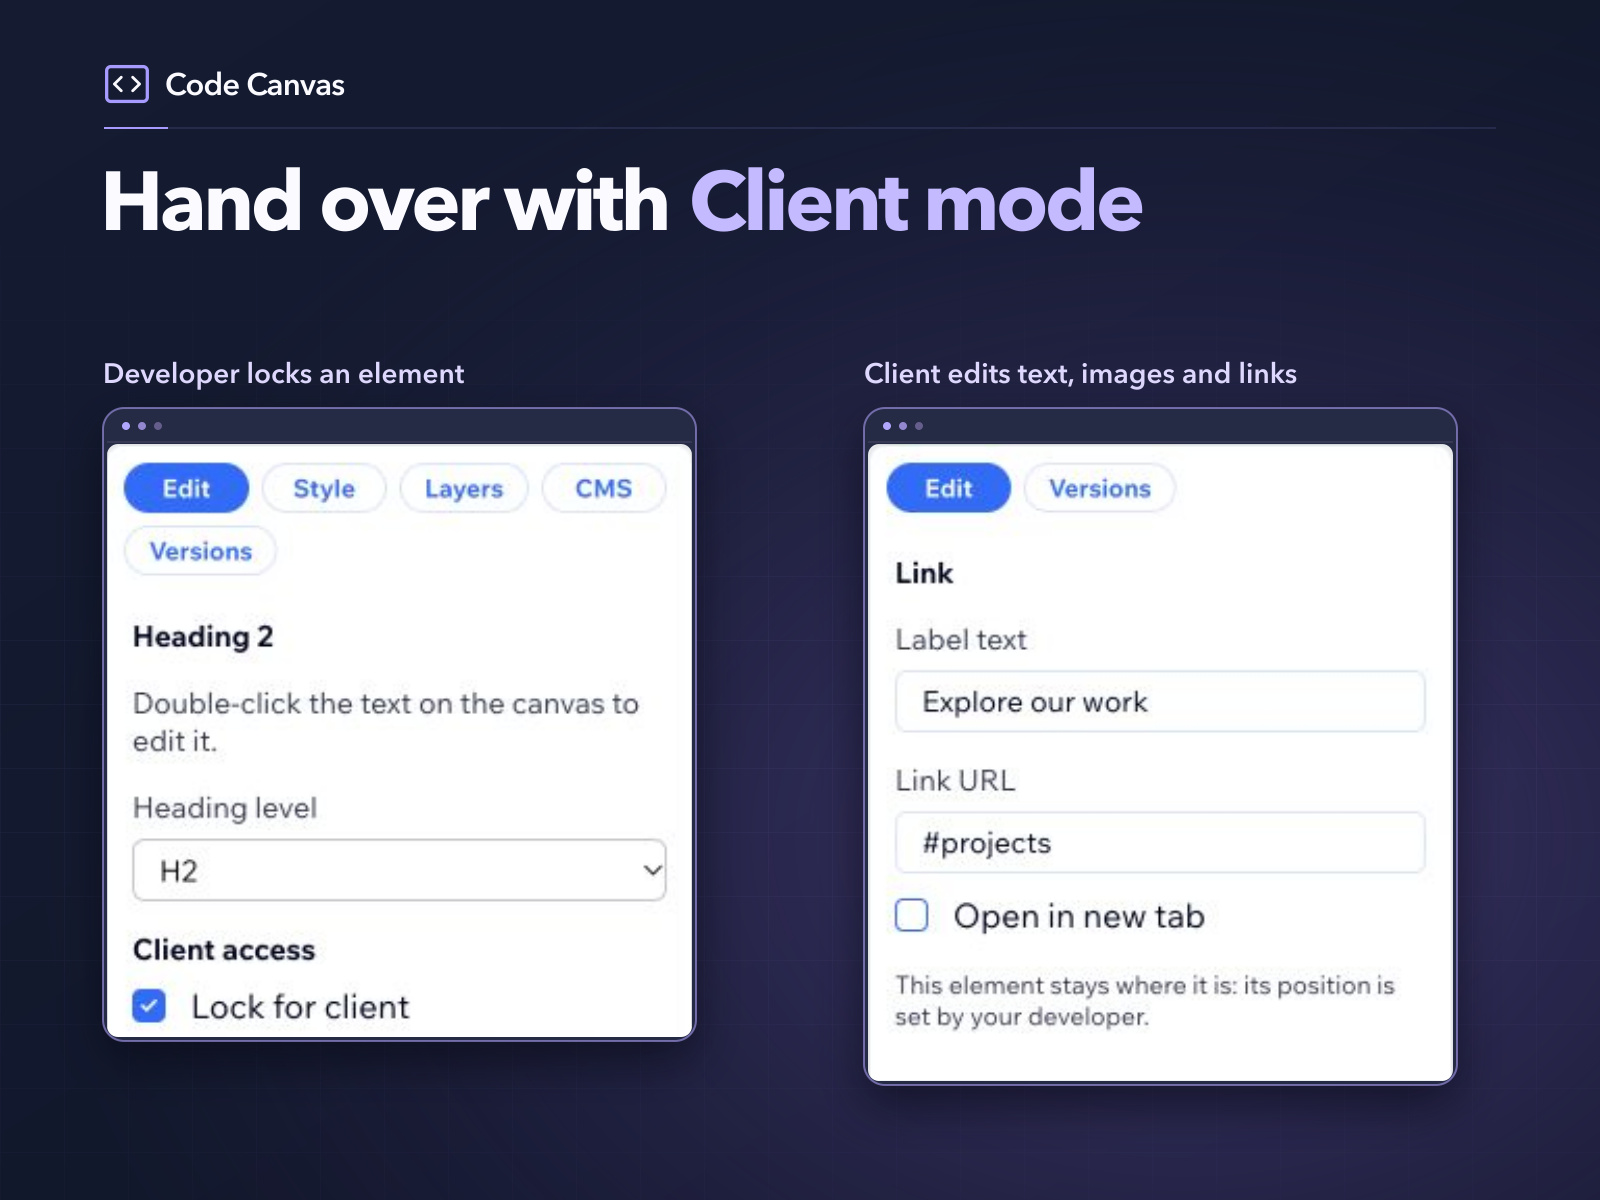 Code Canvas
Hand over with Client mode
Developer locks an element
Edit
Style
Layers
CMS
Versions
Heading 2
Double-click the text on the canvas to
edit it.
Heading level
H2
Client access
Lock for client
Client edits text, images and links
Edit
Versions
Link
Label text
Explore our work
Link URL
#projects
Open in new tab
This element stays where it is: its position is
set by your developer.